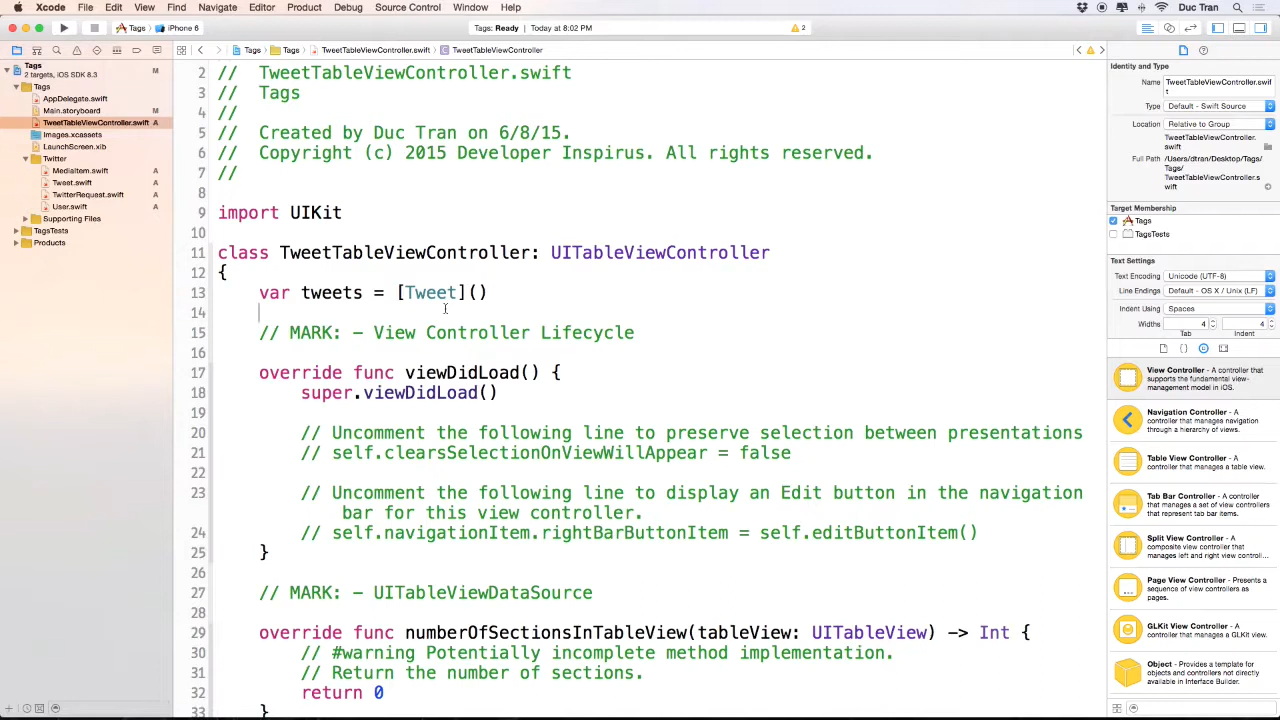 Xcode File Edit View Find Navigate Editor Product Debug Source Control Window Help Duc Tran
Tags iPhone 6 Tags: Ready Today at 8:02 PM 2
Tags Tags TweetTableViewController.swift TweetTableViewController
Tags M
2 targets, iOS SDK 8.3
Tags
AppDelegate.swift
Main.storyboard M
TweetTableViewController.swift A
Images.xcassets
LaunchScreen.xib
Twitter
MediaItem.swift A
Tweet.swift A
TwitterRequest.swift A
User.swift A
Supporting Files
TagsTests
Products
2 //  TweetTableViewController.swift
3 //  Tags
4 //
5 //  Created by Duc Tran on 6/8/15.
6 //  Copyright (c) 2015 Developer Inspirus. All rights reserved.
7 //
8
9 import UIKit
10
11 class TweetTableViewController: UITableViewController
12 {
13     var tweets = [Tweet]()
14
15     // MARK: - View Controller Lifecycle
16
17     override func viewDidLoad() {
18         super.viewDidLoad()
19
20         // Uncomment the following line to preserve selection between presentations
21         // self.clearsSelectionOnViewWillAppear = false
22
23         // Uncomment the following line to display an Edit button in the navigation
bar for this view controller.
24         // self.navigationItem.rightBarButtonItem = self.editButtonItem()
25     }
26
27     // MARK: - UITableViewDataSource
28
29     override func numberOfSectionsInTableView(tableView: UITableView) -> Int {
30         // #warning Potentially incomplete method implementation.
31         // Return the number of sections.
32         return 0
33     }
Identity and Type
Name TweetTableViewController.swif
t
Type Default - Swift Source
Location Relative to Group
TweetTableViewController.
swift
Full Path /Users/dtran/Desktop/Tags/
Tags/
TweetTableViewController.s
wift
Target Membership
Tags
TagsTests
Text Settings
Text Encoding Unicode (UTF-8)
Line Endings Default - OS X / Unix (LF)
Indent Using Spaces
Widths 4 4
Tab Indent
View Controller - A
controller that
supports the fundamental view-
management model in iOS.
Navigation Controller - A
controller that manages navigation
through a hierarchy of views.
Table View Controller - A
controller that manages a table view.
Tab Bar Controller - A controller
that manages a set of view controllers
that represent tab bar items.
Split View Controller - A
composite view controller that
manages left and right view controll...
Page View Controller - Presents a
sequence of view controllers as
pages.
GLKit View Controller - A
controller that manages a GLKit view.
Object - Provides a template for
objects and controllers not directly
available in Interface Builder.